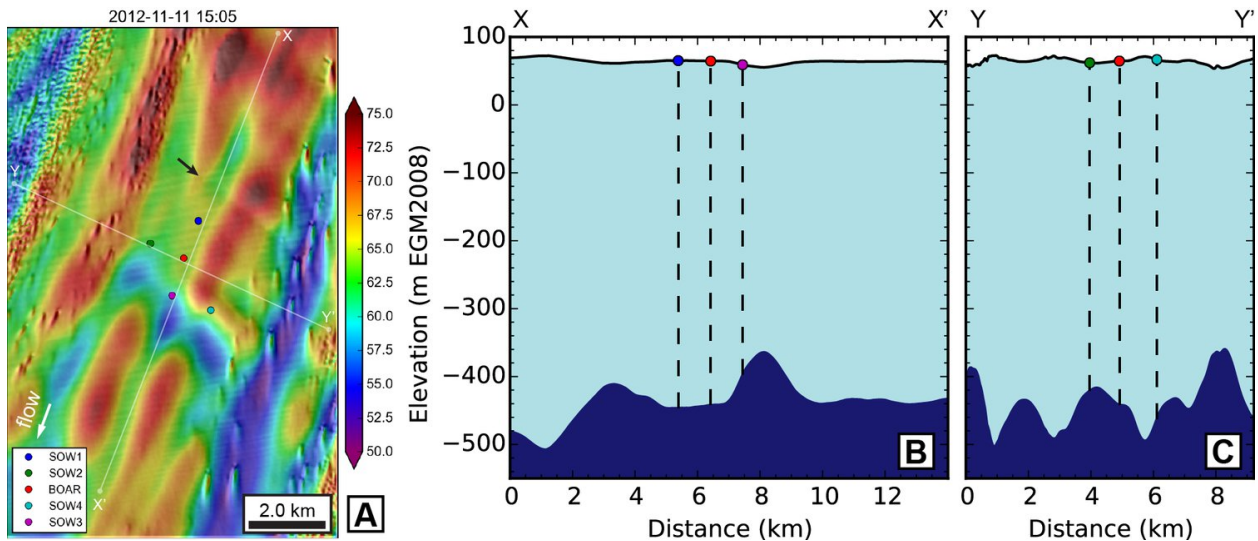 2012-11-11 15:05
X
Y
Y'
X'
flow
SOW1
SOW2
BOAR
SOW4
SOW3
2.0 km
A
75.0
72.5
70.0
67.5
65.0
62.5
60.0
57.5
55.0
52.5
50.0
Elevation (m EGM2008)
X
X'
100
0
−100
−200
−300
−400
−500
0
2
4
6
8
10
12
Distance (km)
B
Y
Y'
0
2
4
6
8
Distance (km)
C